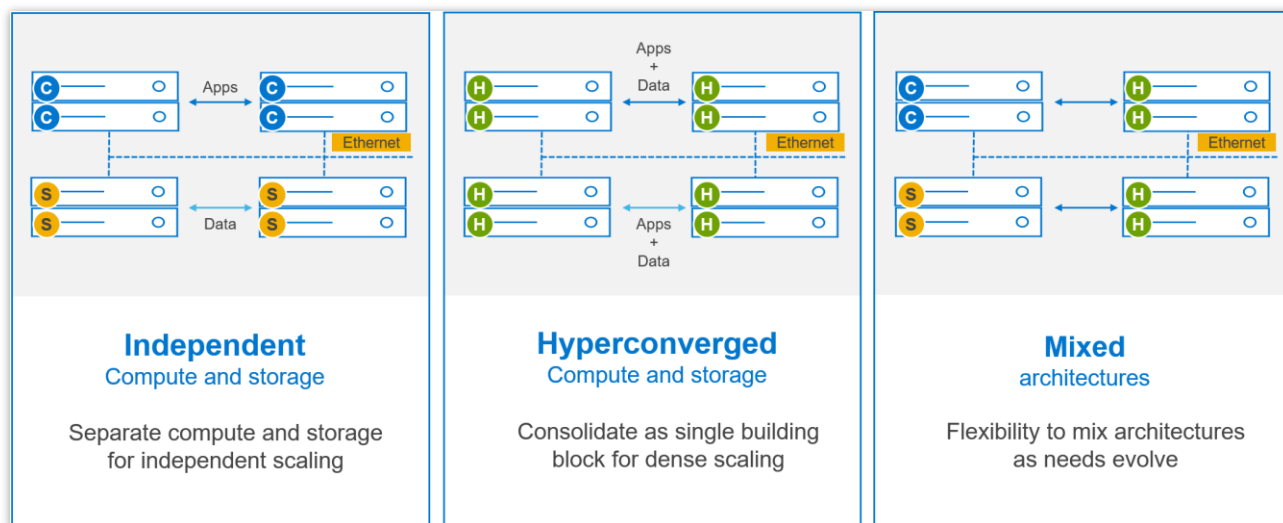 C
C
Apps
C
C
Ethernet
S
S
Data
S
S
Independent
Compute and storage
Separate compute and storage
for independent scaling
Apps
+
Data
H
H
H
H
Ethernet
H
H
H
H
Apps
+
Data
Hyperconverged
Compute and storage
Consolidate as single building
block for dense scaling
C
C
H
H
Ethernet
S
S
H
H
Mixed
architectures
Flexibility to mix architectures
as needs evolve